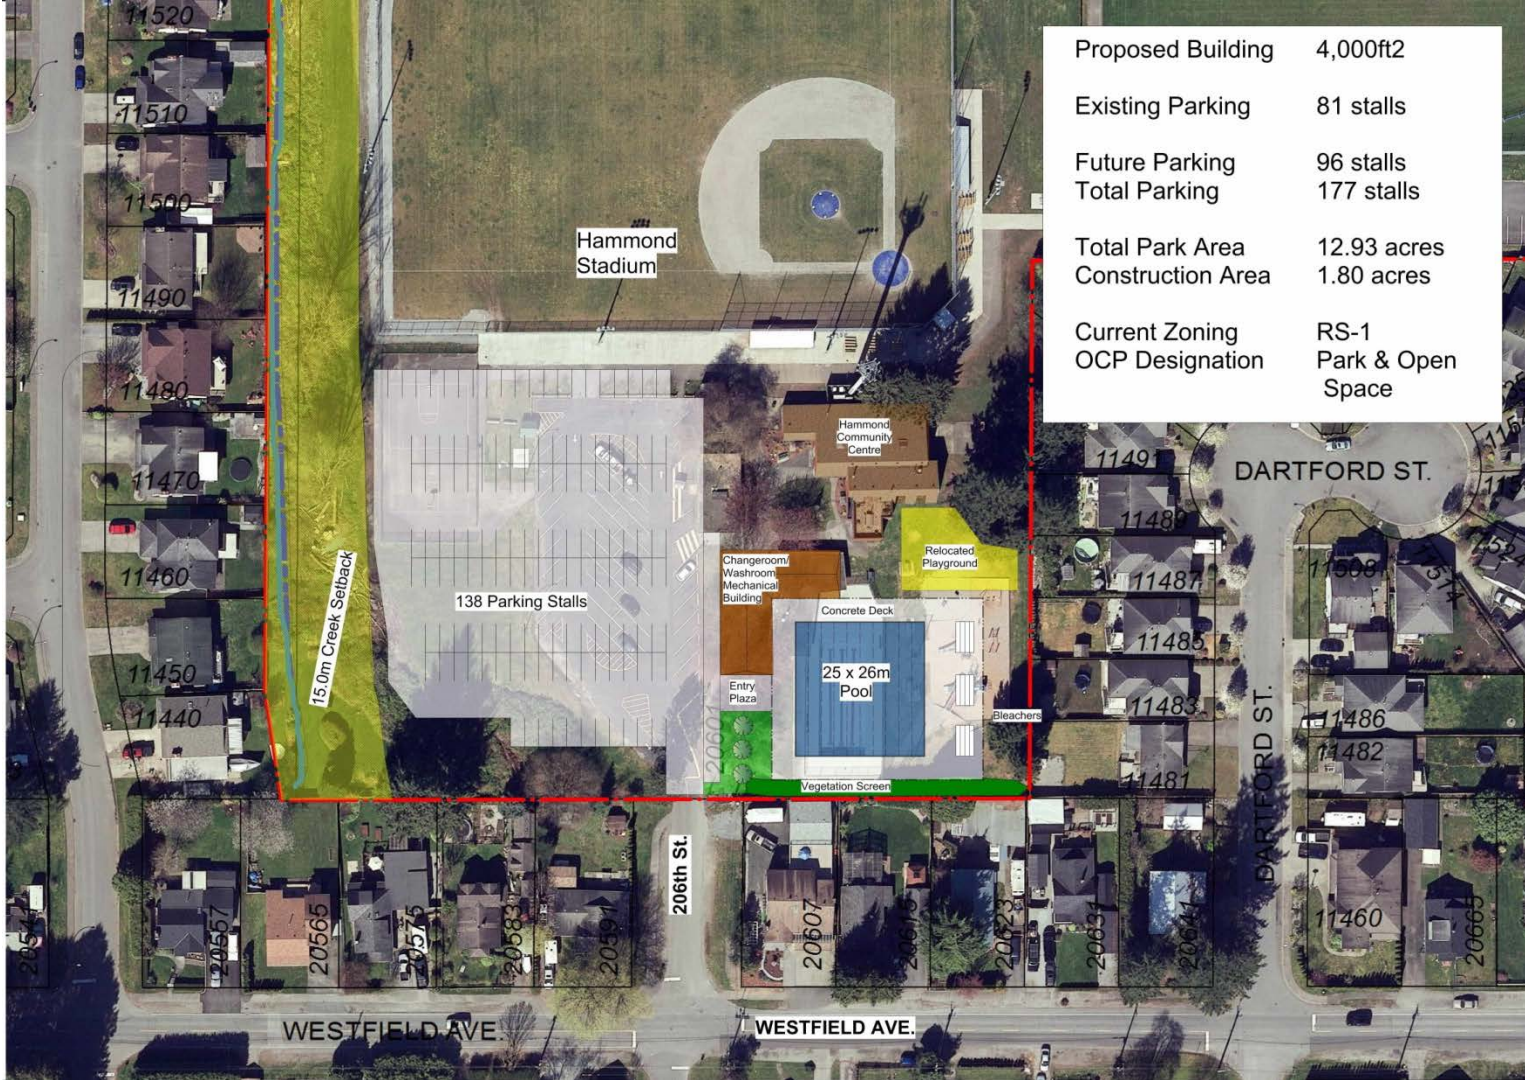 Proposed Building 4,000ft2
Existing Parking 81 stalls
Future Parking 96 stalls
Total Parking 177 stalls
Total Park Area 12.93 acres
Construction Area 1.80 acres
Current Zoning RS-1
OCP Designation Park & Open
Space
11520
11510
11500
11490
11480
11470
11460
11450
11440
15.0m Creek Setback
Hammond
Stadium
Hammond
Community
Centre
138 Parking Stalls
Changeroom/
Washroom
Mechanical
Building
Relocated
Playground
Concrete Deck
25 x 26m
Pool
Entry
Plaza
Bleachers
20601
Vegetation Screen
11491
11489
11487
11485
11483
11481
DARTFORD ST.
DARTFORD ST.
11508
11514
11486
11482
11460
20557
20565
20575
20583
20591
206th St.
20607
20615
20623
20631
20641
20665
WESTFIELD AVE.
WESTFIELD AVE.